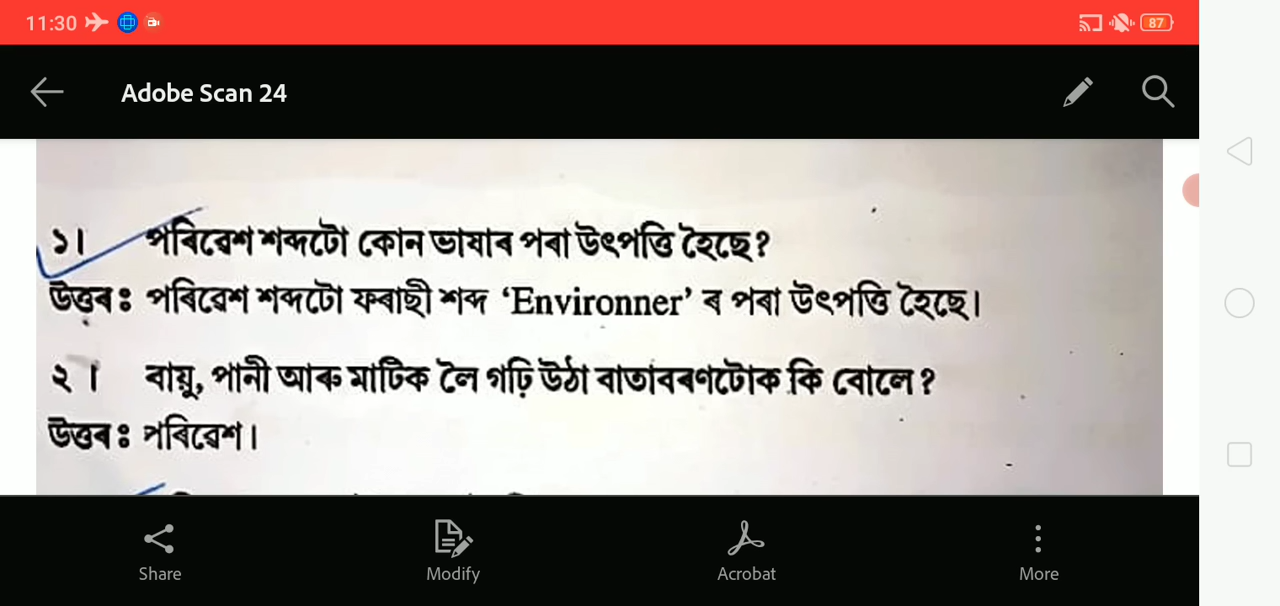 11:30
87
Adobe Scan 24
১। পৰিৱেশ শব্দটো কোন ভাষাৰ পৰা উৎপত্তি হৈছে?
উত্তৰঃ পৰিৱেশ শব্দটো ফৰাছী শব্দ ‘Environner’ ৰ পৰা উৎপত্তি হৈছে।
২। বায়ু, পানী আৰু মাটিক লৈ গঢ়ি উঠা বাতাবৰণটোক কি বোলে?
উত্তৰঃ পৰিৱেশ।
Share Modify Acrobat More